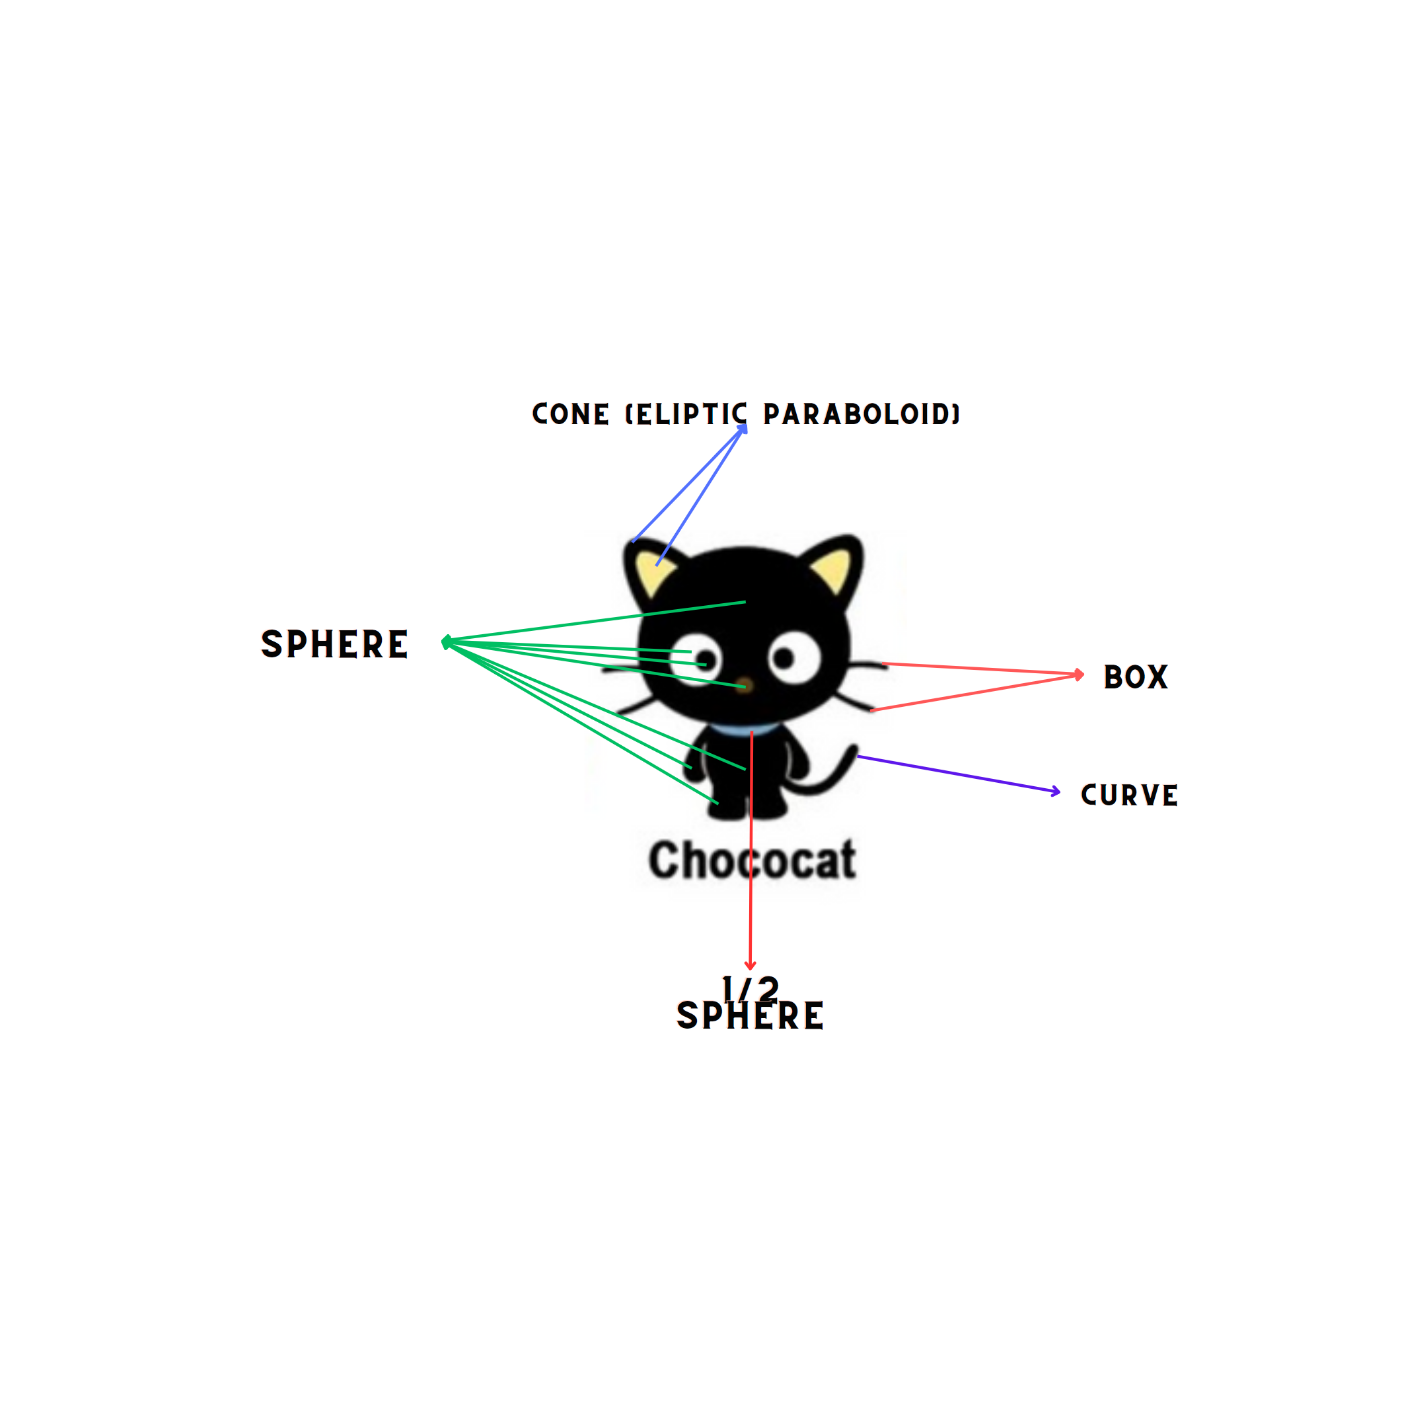 CONE (ELIPTIC PARABOLOID)
SPHERE
BOX
CURVE
Chococat
1/2
SPHERE